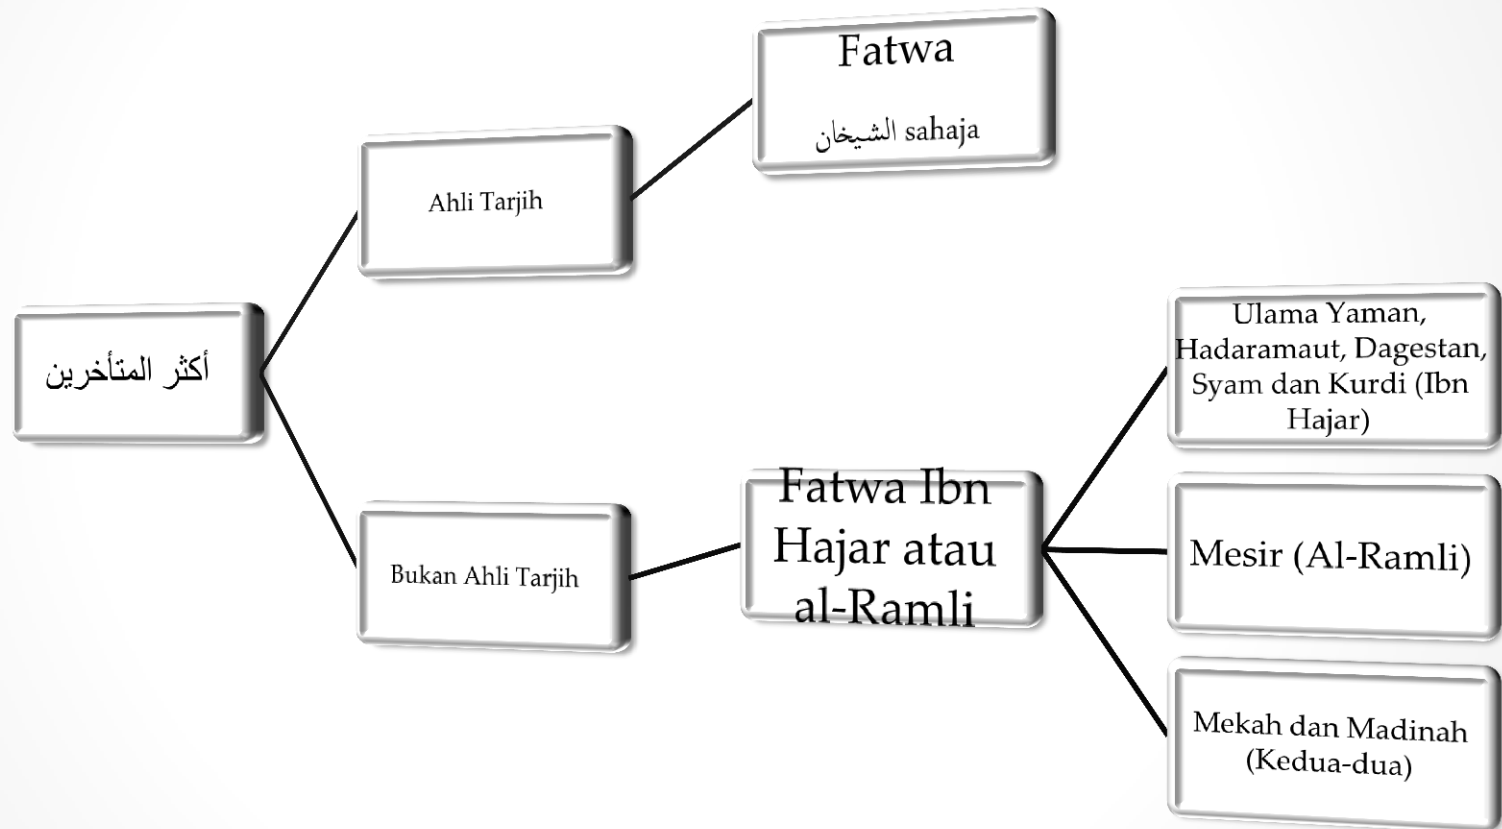 أكثر المتأخرين
Ahli Tarjih
Fatwa
الشيخان sahaja
Bukan Ahli Tarjih
Fatwa Ibn
Hajar atau
al-Ramli
Ulama Yaman,
Hadaramaut, Dagestan,
Syam dan Kurdi (Ibn
Hajar)
Mesir (Al-Ramli)
Mekah dan Madinah
(Kedua-dua)